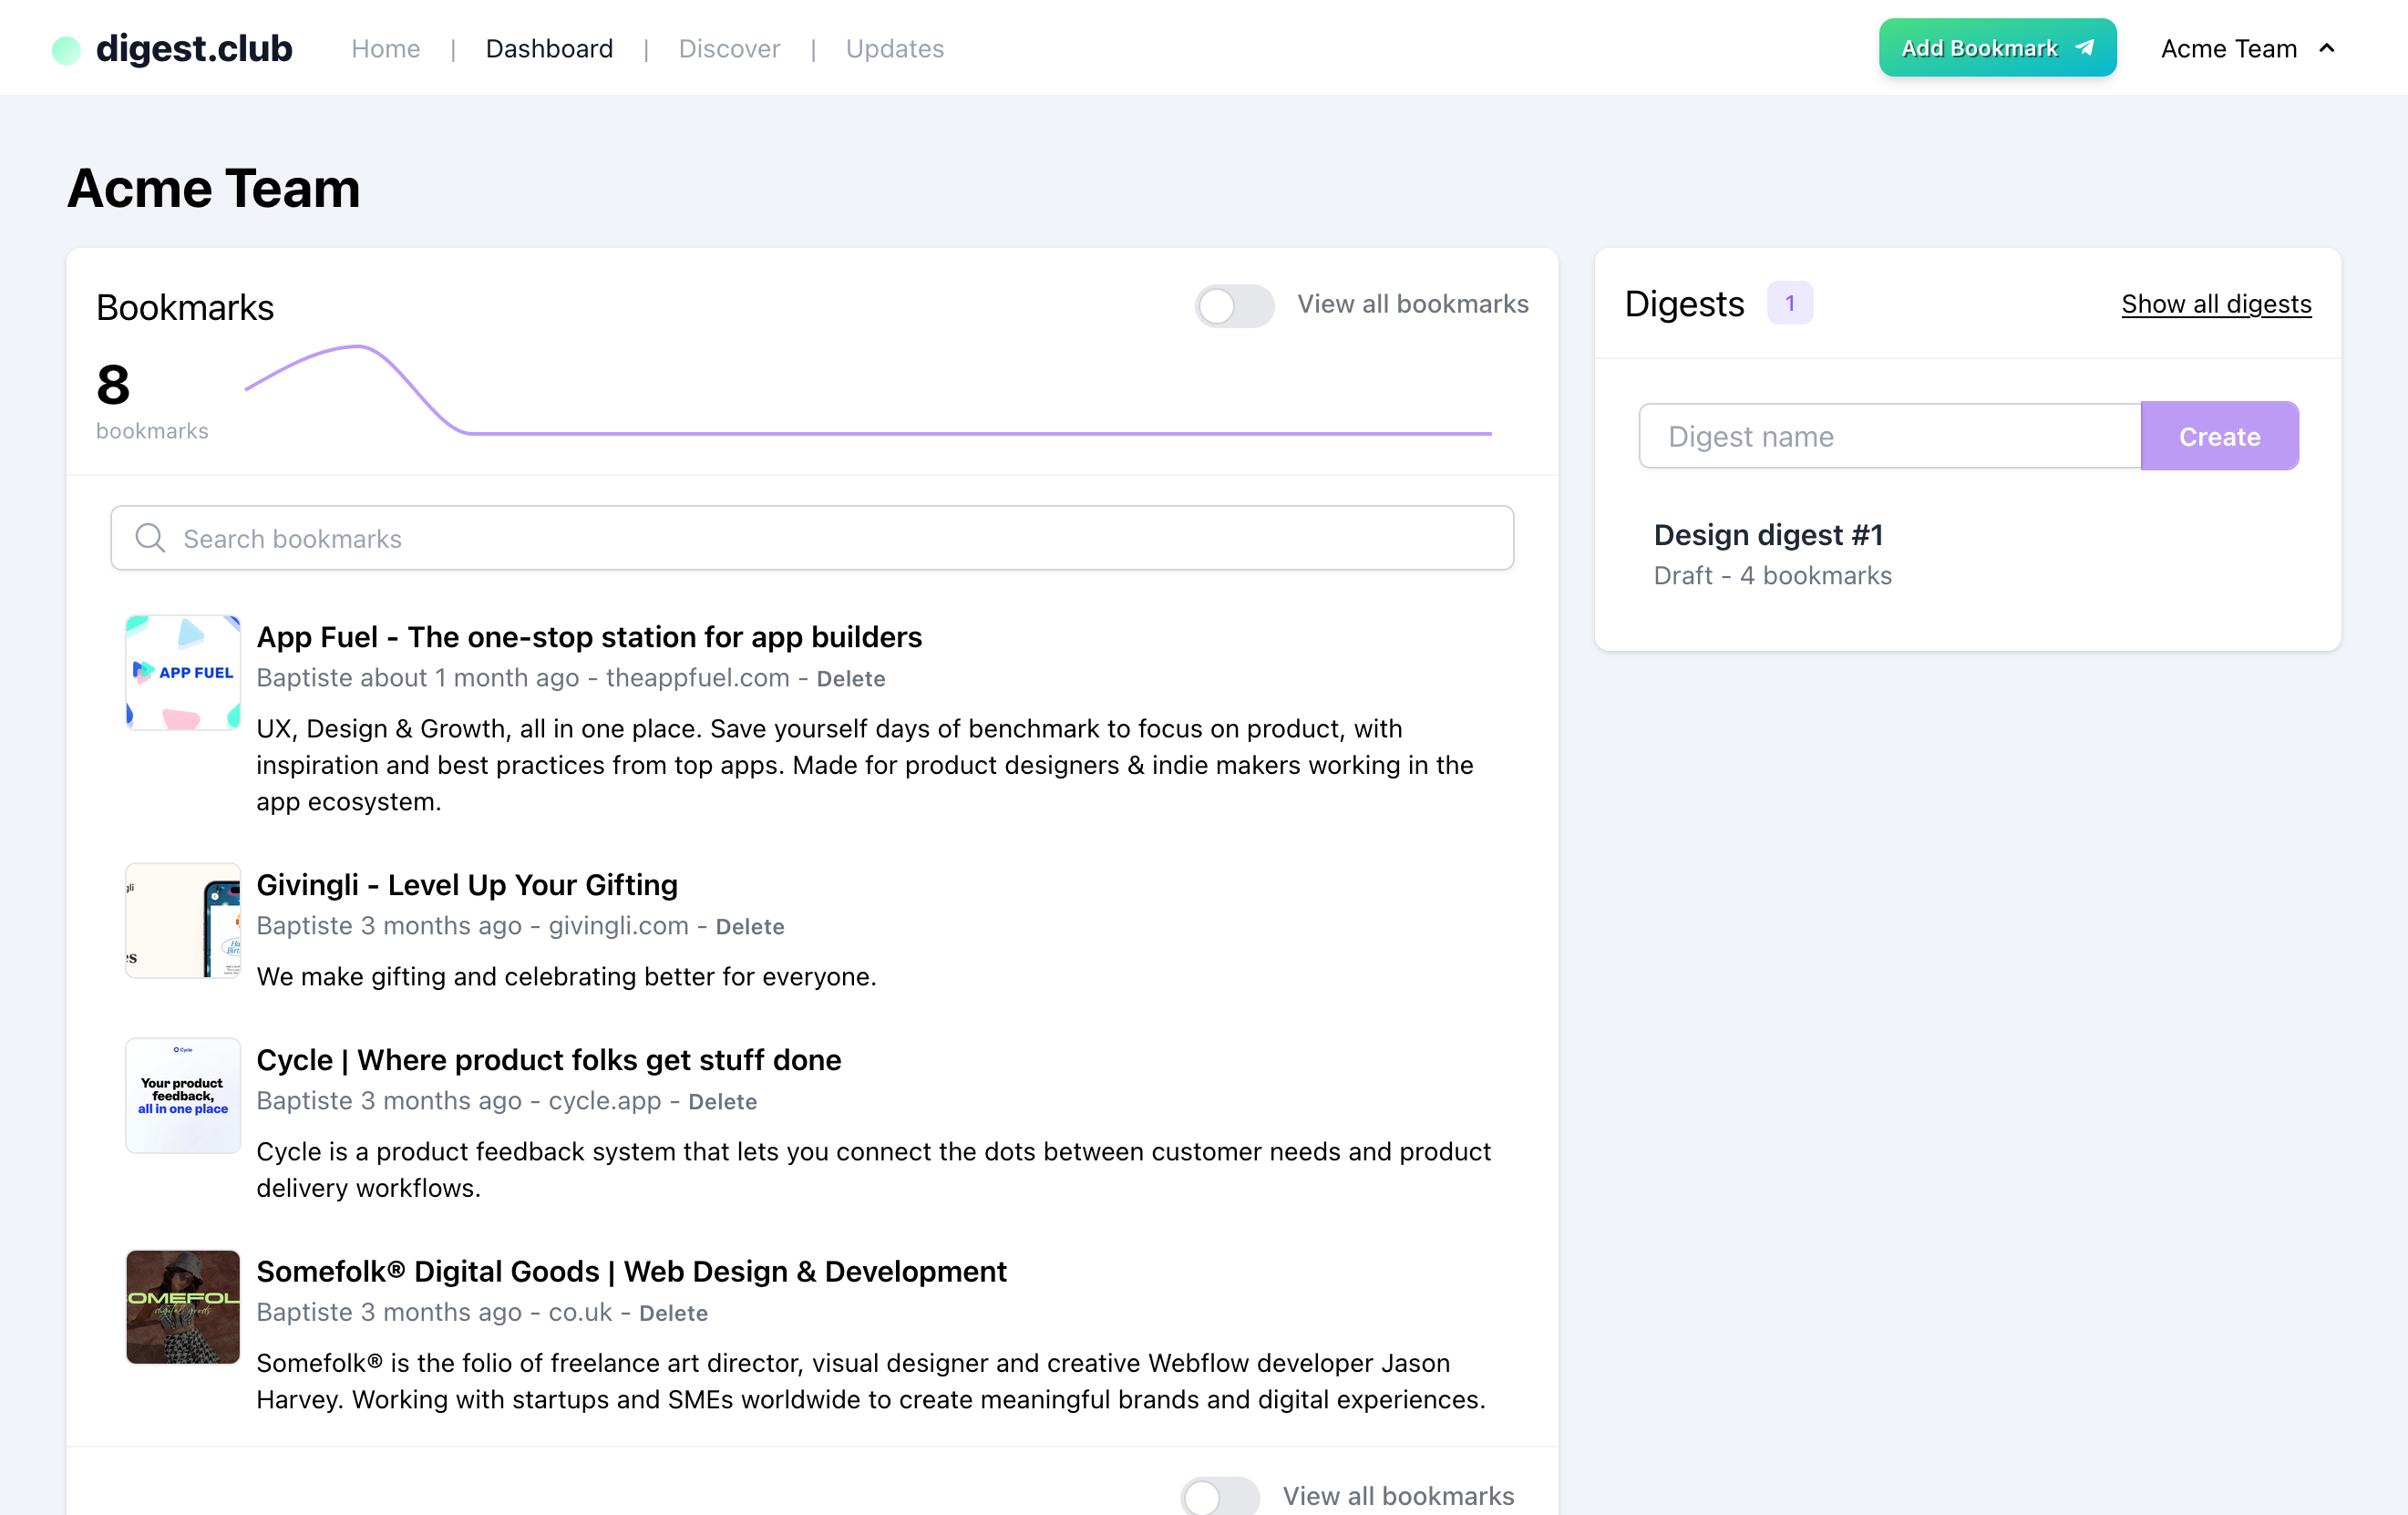 digest.club
Home | Dashboard | Discover | Updates
Add Bookmark
Acme Team
Acme Team
Bookmarks
View all bookmarks
8
bookmarks
Search bookmarks
APP FUEL
App Fuel - The one-stop station for app builders
Baptiste about 1 month ago - theappfuel.com - Delete
UX, Design & Growth, all in one place. Save yourself days of benchmark to focus on product, with
inspiration and best practices from top apps. Made for product designers & indie makers working in the
app ecosystem.
Givingli - Level Up Your Gifting
Baptiste 3 months ago - givingli.com - Delete
We make gifting and celebrating better for everyone.
Cycle
Your product
feedback,
all in one place
Cycle | Where product folks get stuff done
Baptiste 3 months ago - cycle.app - Delete
Cycle is a product feedback system that lets you connect the dots between customer needs and product
delivery workflows.
OMEFOL
digital goods
Somefolk® Digital Goods | Web Design & Development
Baptiste 3 months ago - co.uk - Delete
Somefolk® is the folio of freelance art director, visual designer and creative Webflow developer Jason
Harvey. Working with startups and SMEs worldwide to create meaningful brands and digital experiences.
View all bookmarks
Digests 1
Show all digests
Digest name
Create
Design digest #1
Draft - 4 bookmarks